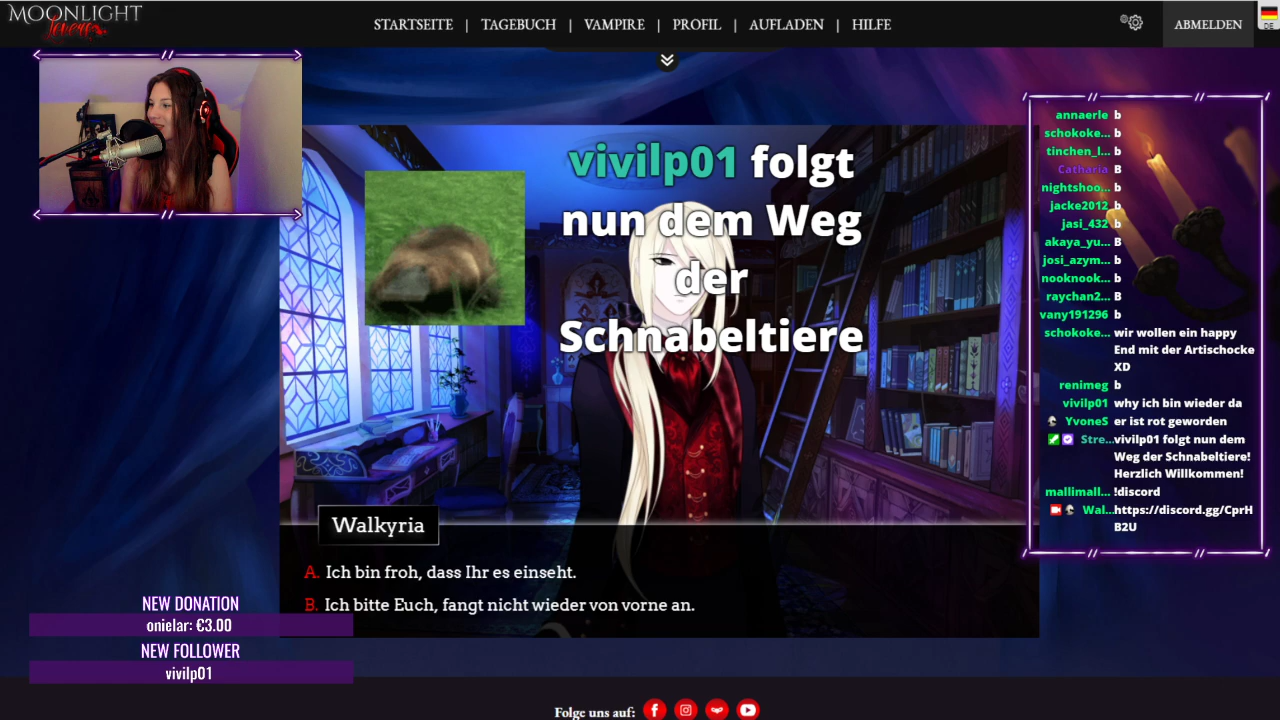 MOONLIGHT
Lovers
STARTSEITE | TAGEBUCH | VAMPIRE | PROFIL | AUFLADEN | HILFE
ABMELDEN
DE
vivilp01 folgt
nun dem Weg
der
Schnabeltiere
annaerle b
schokoke... b
tinchen_l... b
Catharia B
nightshoo... b
jacke2012 b
jasi_432 b
akaya_yu... B
josi_azym... b
nooknook... b
raychan2... B
vany191296 b
schokoke... wir wollen ein happy
End mit der Artischocke
XD
renimeg b
vivilp01 why ich bin wieder da
YvoneS er ist rot geworden
Stre... vivilp01 folgt nun dem
Weg der Schnabeltiere!
Herzlich Willkommen!
mallimall... !discord
Wal... https://discord.gg/CprH
B2U
Walkyria
A. Ich bin froh, dass Ihr es einseht.
B. Ich bitte Euch, fangt nicht wieder von vorne an.
NEW DONATION
onielar: €3.00
NEW FOLLOWER
vivilp01
Folge uns auf: